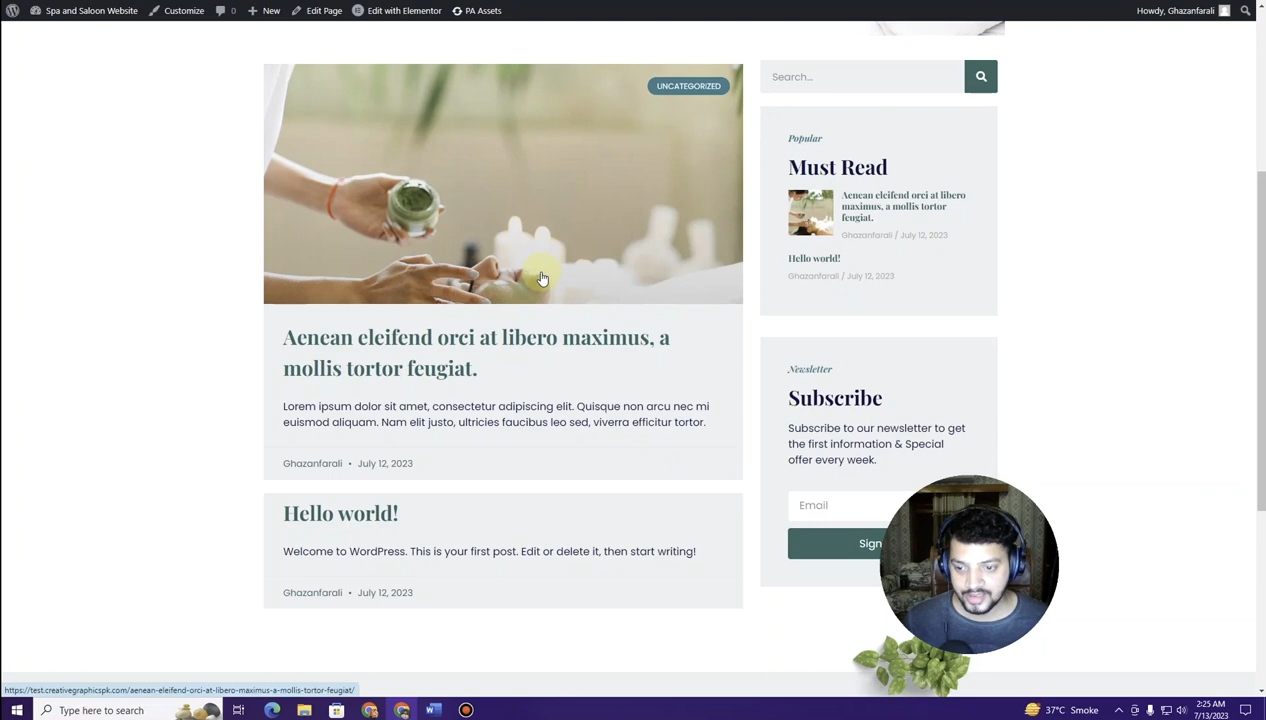 Spa and Saloon Website Customize 0 New Edit Page Edit with Elementor PA Assets Howdy, Ghazanfarali
UNCATEGORIZED
Aenean eleifend orci at libero maximus, a
mollis tortor feugiat.
Lorem ipsum dolor sit amet, consectetur adipiscing elit. Quisque non arcu nec mi
euismod aliquam. Nam elit justo, ultricies faucibus leo sed, viverra efficitur tortor.
Ghazanfarali • July 12, 2023
Hello world!
Welcome to WordPress. This is your first post. Edit or delete it, then start writing!
Ghazanfarali • July 12, 2023
Search...
Popular
Must Read
Aenean eleifend orci at libero
maximus, a mollis tortor
feugiat.
Ghazanfarali / July 12, 2023
Hello world!
Ghazanfarali / July 12, 2023
Newsletter
Subscribe
Subscribe to our newsletter to get
the first information & Special
offer every week.
Email
Sign
https://test.creativegraphicspk.com/aenean-eleifend-orci-at-libero-maximus-a-mollis-tortor-feugiat/
Type here to search
37°C Smoke
2:25 AM
7/13/2023